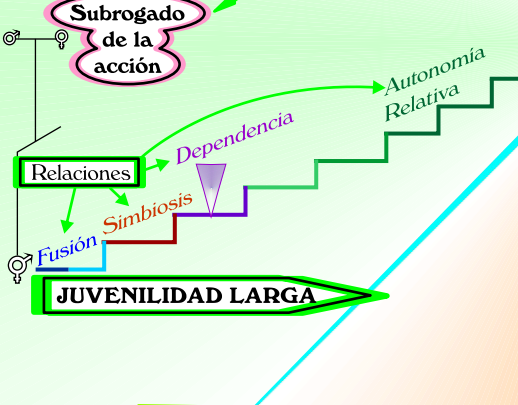 Subrogado
de la
acción
Autonomía
Relativa
Dependencia
Relaciones
Simbiosis
Fusión
JUVENILIDAD LARGA